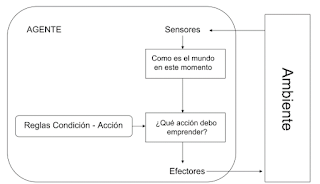 AGENTE
Sensores
Como es el mundo
en este momento
Reglas Condición - Acción
¿Qué acción debo
emprender?
Efectores
Ambiente